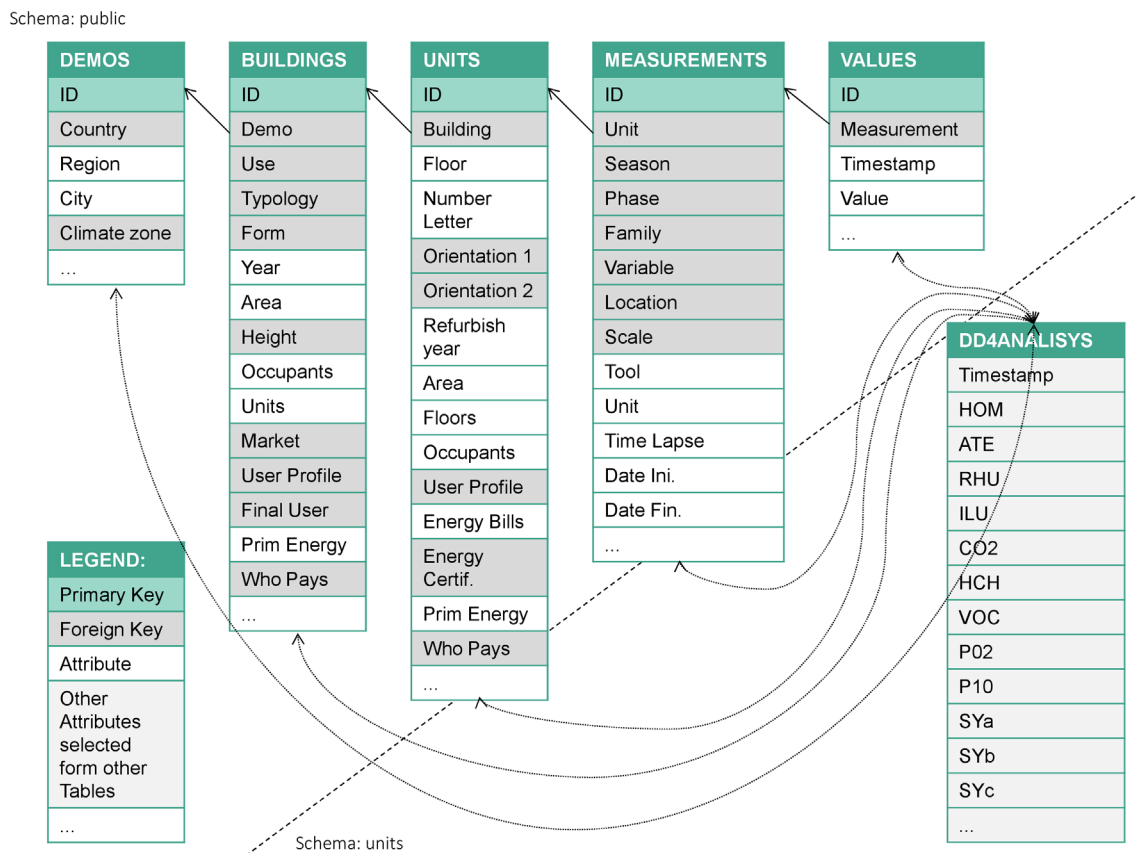 Schema: public
DEMOS
ID
Country
Region
City
Climate zone
...
BUILDINGS
ID
Demo
Use
Typology
Form
Year
Area
Height
Occupants
Units
Market
User Profile
Final User
Prim Energy
Who Pays
...
UNITS
ID
Building
Floor
Number
Letter
Orientation 1
Orientation 2
Refurbish
year
Area
Floors
Occupants
User Profile
Energy Bills
Energy
Certif.
Prim Energy
Who Pays
...
MEASUREMENTS
ID
Unit
Season
Phase
Family
Variable
Location
Scale
Tool
Unit
Time Lapse
Date Ini.
Date Fin.
...
VALUES
ID
Measurement
Timestamp
Value
...
DD4ANALISYS
Timestamp
HOM
ATE
RHU
ILU
CO2
HCH
VOC
P02
P10
SYa
SYb
SYc
...
LEGEND:
Primary Key
Foreign Key
Attribute
Other
Attributes
selected
form other
Tables
...
Schema: units